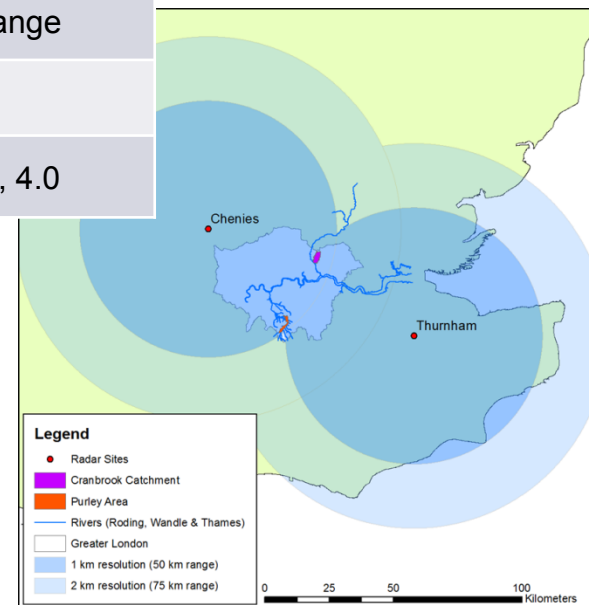 ange
, 4.0
Chenies
Thurnham
Legend
Radar Sites
Cranbrook Catchment
Purley Area
Rivers (Roding, Wandle & Thames)
Greater London
1 km resolution (50 km range)
2 km resolution (75 km range)
0 25 50 100
Kilometers